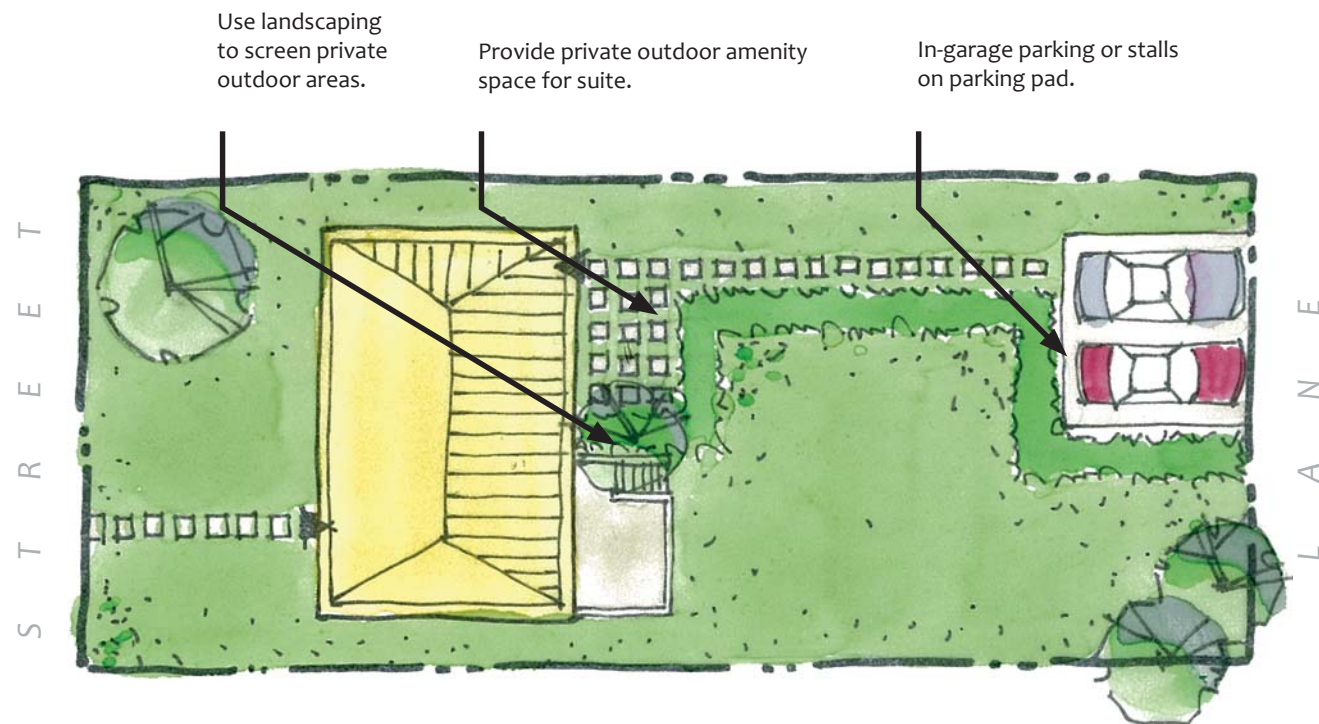 Use landscaping
to screen private
outdoor areas.
Provide private outdoor amenity
space for suite.
In-garage parking or stalls
on parking pad.
STREET
LANE